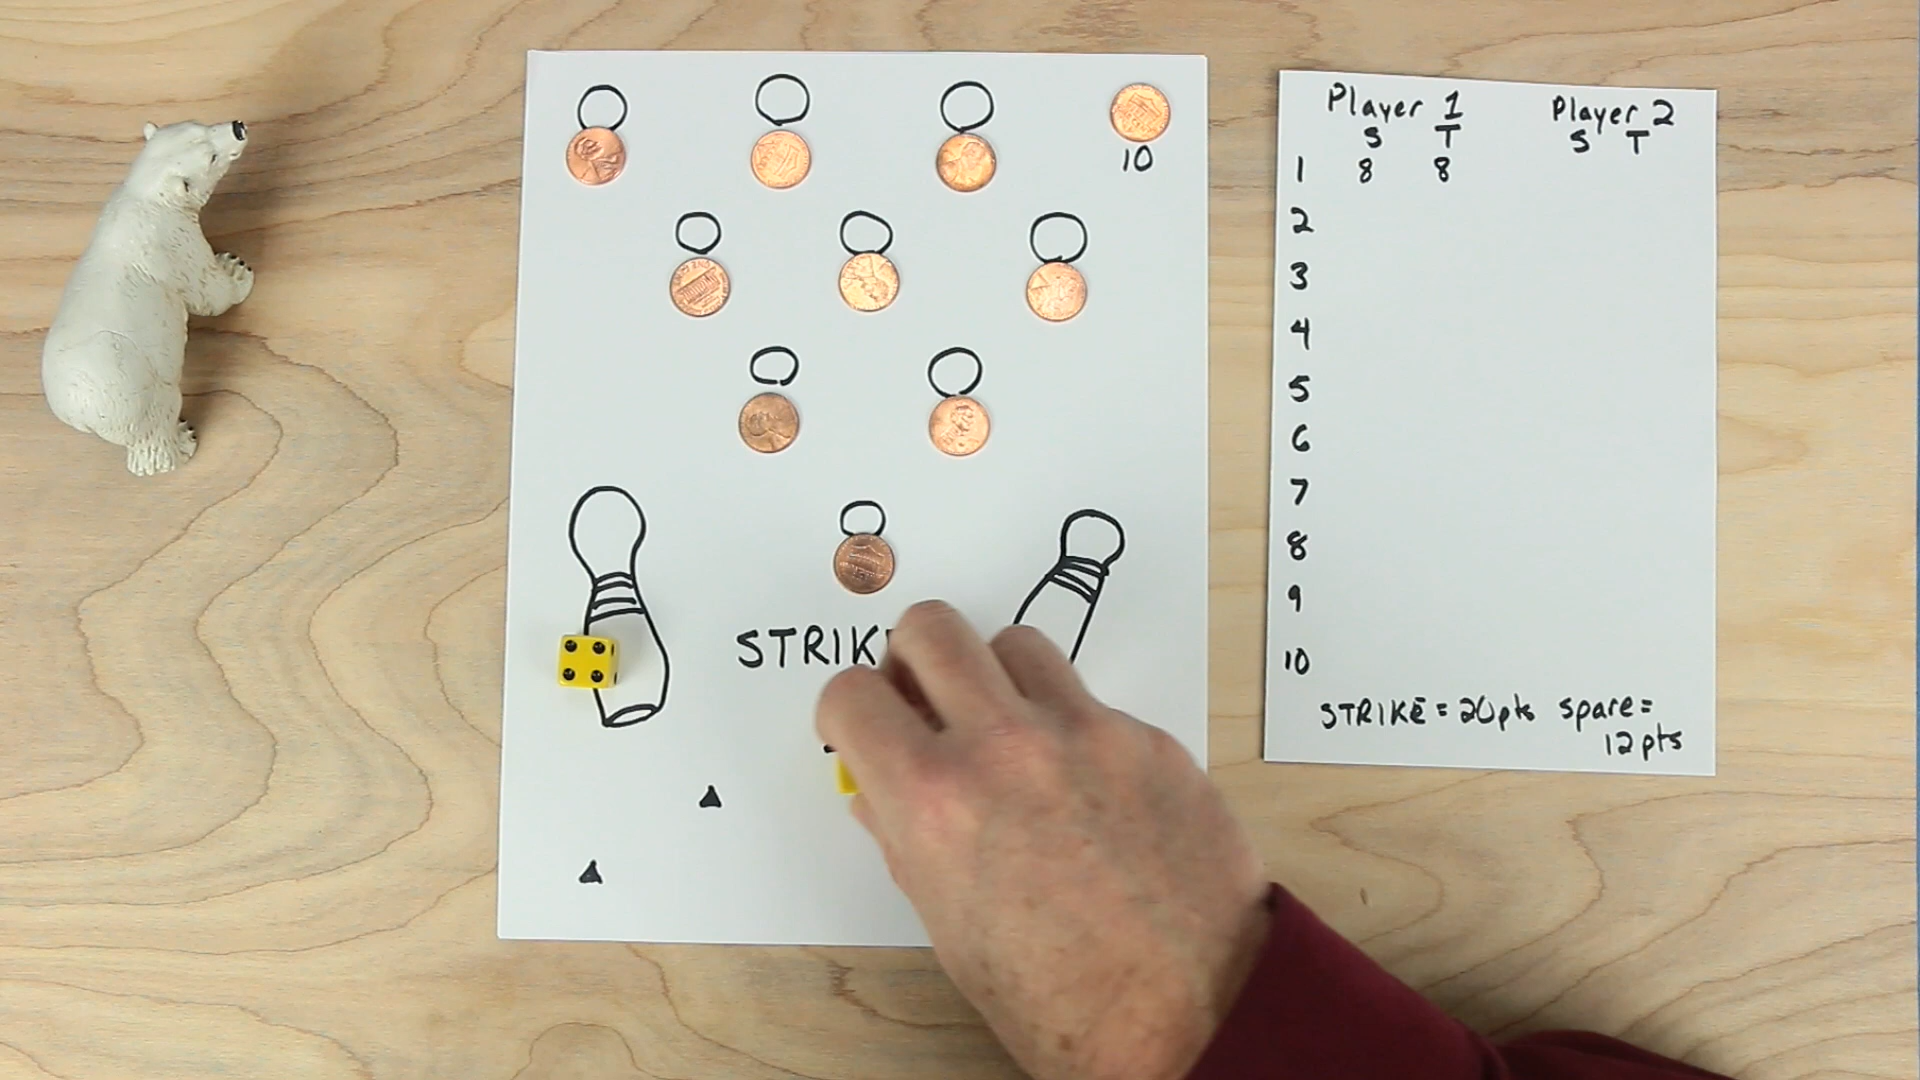 10
STRIKE
Player 1 Player 2
S T S T
1 8 8
2
3
4
5
6
7
8
9
10
STRIKE = 20pts spare =
12pts